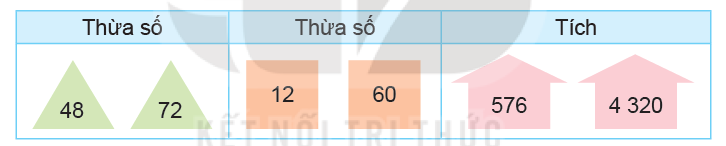 Thừa số Thừa số Tích
48 72 12 60 576 4 320
KẾT NỐI TRI THỨC